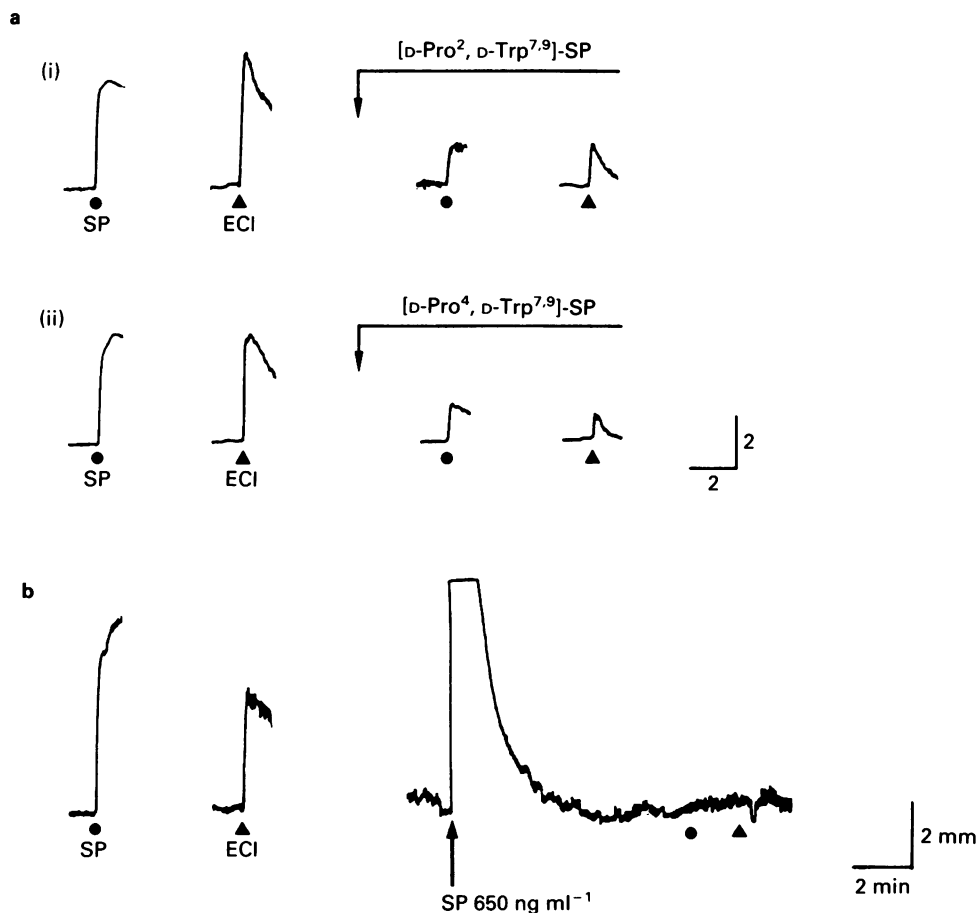 a
(i)
[D-Pro², D-Trp⁷,⁹]-SP
SP
ECI
(ii)
[D-Pro⁴, D-Trp⁷,⁹]-SP
SP
ECI
2
2
b
SP
ECI
SP 650 ng ml⁻¹
2 mm
2 min